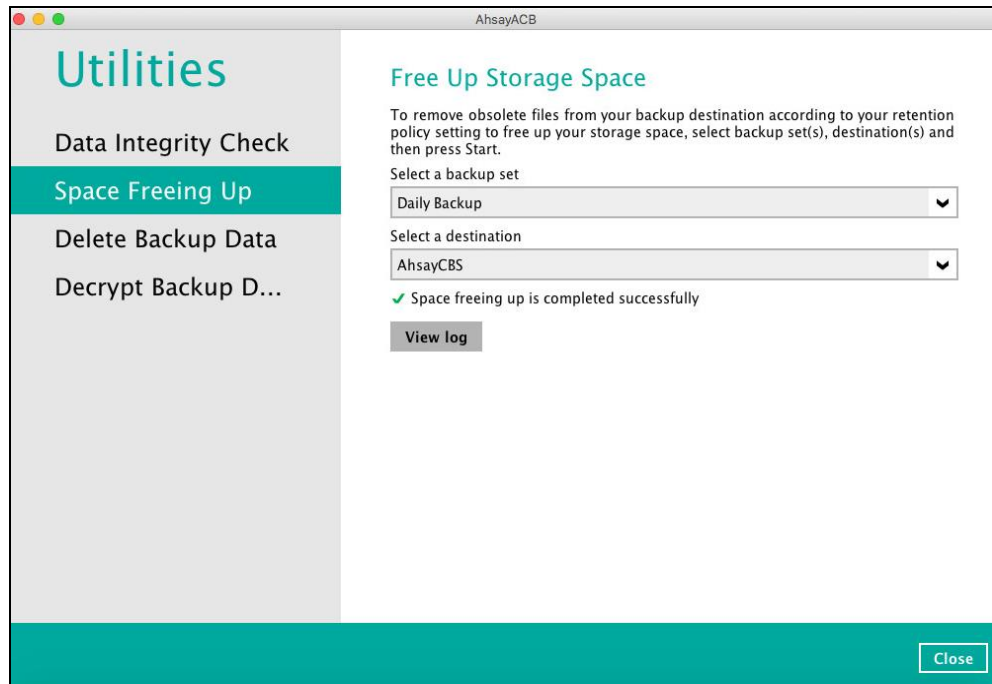 AhsayACB
Utilities
Data Integrity Check
Space Freeing Up
Delete Backup Data
Decrypt Backup D...
Free Up Storage Space
To remove obsolete files from your backup destination according to your retention
policy setting to free up your storage space, select backup set(s), destination(s) and
then press Start.
Select a backup set
Daily Backup
Select a destination
AhsayCBS
Space freeing up is completed successfully
View log
Close